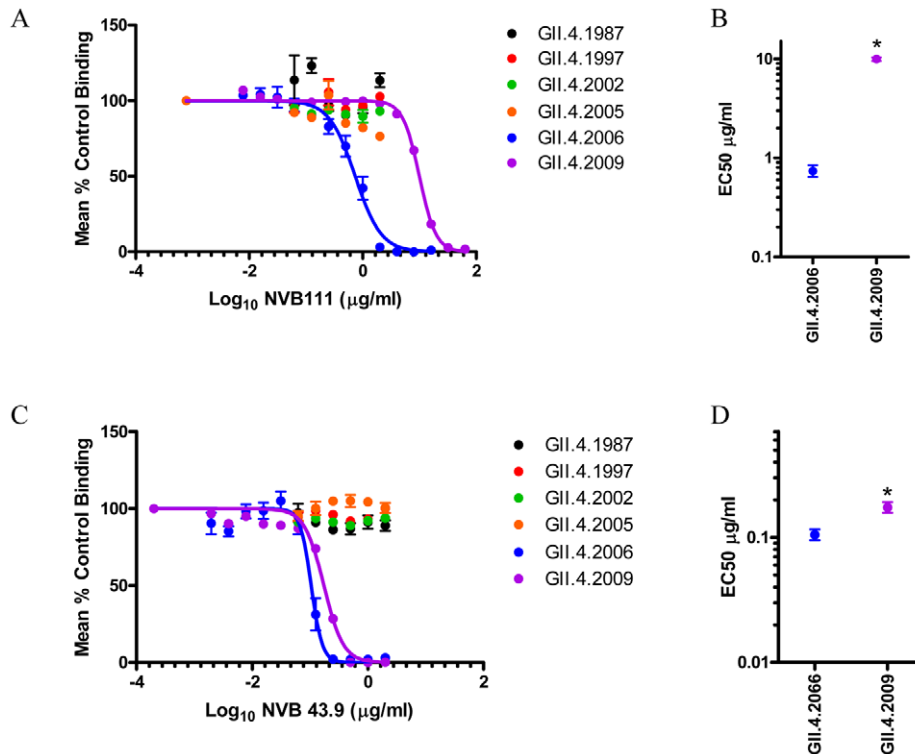 A
Mean % Control Binding
150
100
50
0
-4
-2
0
2
Log10 NVB111 (μg/ml)
GII.4.1987
GII.4.1997
GII.4.2002
GII.4.2005
GII.4.2006
GII.4.2009
B
EC50 μg/ml
10
1
0.1
*
GII.4.2006
GII.4.2009
C
Mean % Control Binding
150
100
50
0
-4
-2
0
2
Log10 NVB 43.9 (μg/ml)
GII.4.1987
GII.4.1997
GII.4.2002
GII.4.2005
GII.4.2006
GII.4.2009
D
EC50 μg/ml
0.1
0.01
*
GII.4.2066
GII.4.2009